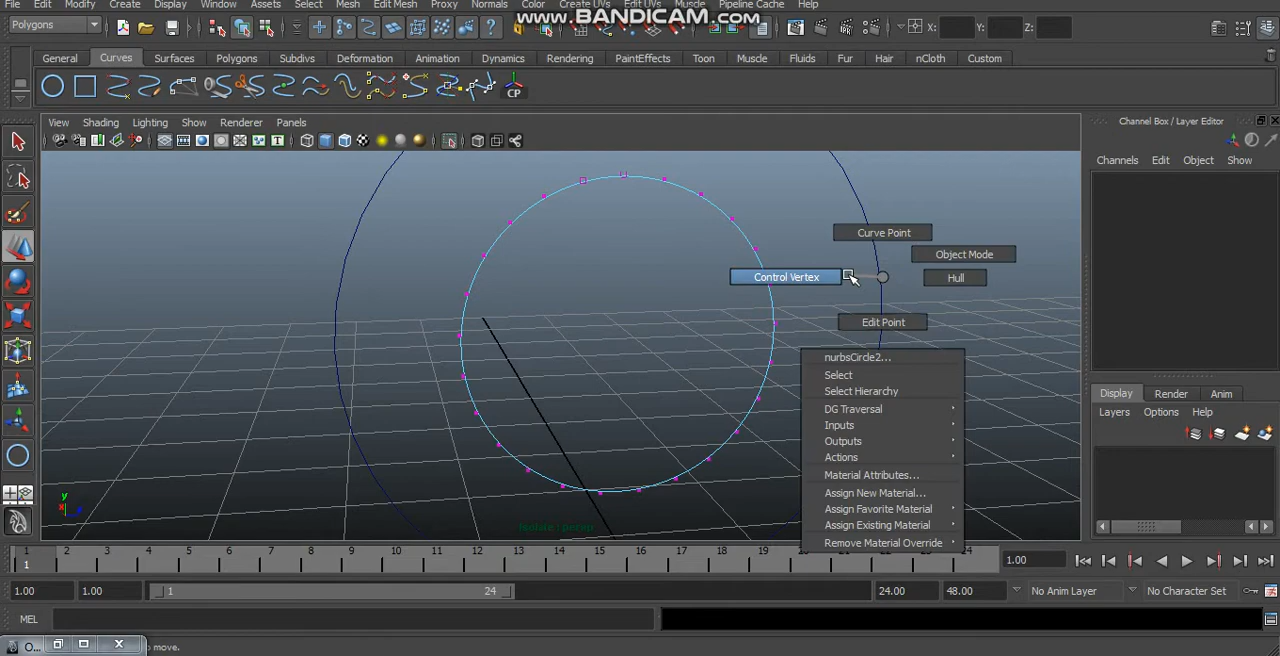 File Edit Modify Create Display Window Assets Select Mesh Edit Mesh Proxy Normals Color Create UVs Edit UVs Muscle Pipeline Cache Help
www.BANDICAM.com
Polygons X: Y: Z:
General Curves Surfaces Polygons Subdivs Deformation Animation Dynamics Rendering PaintEffects Toon Muscle Fluids Fur Hair nCloth Custom
CP
View Shading Lighting Show Renderer Panels
Channel Box / Layer Editor
Channels Edit Object Show
Curve Point
Object Mode
Control Vertex
Hull
Edit Point
nurbsCircle2...
Select
Select Hierarchy
DG Traversal
Inputs
Outputs
Actions
Material Attributes...
Assign New Material...
Assign Favorite Material
Assign Existing Material
Remove Material Override
Display Render Anim
Layers Options Help
y
x
1 2 3 4 5 6 7 8 9 10 11 12 13 14 15 16 17 18 19 24
1 1.00
1.00 1.00 1 24 24.00 48.00 No Anim Layer No Character Set
MEL
O... move.